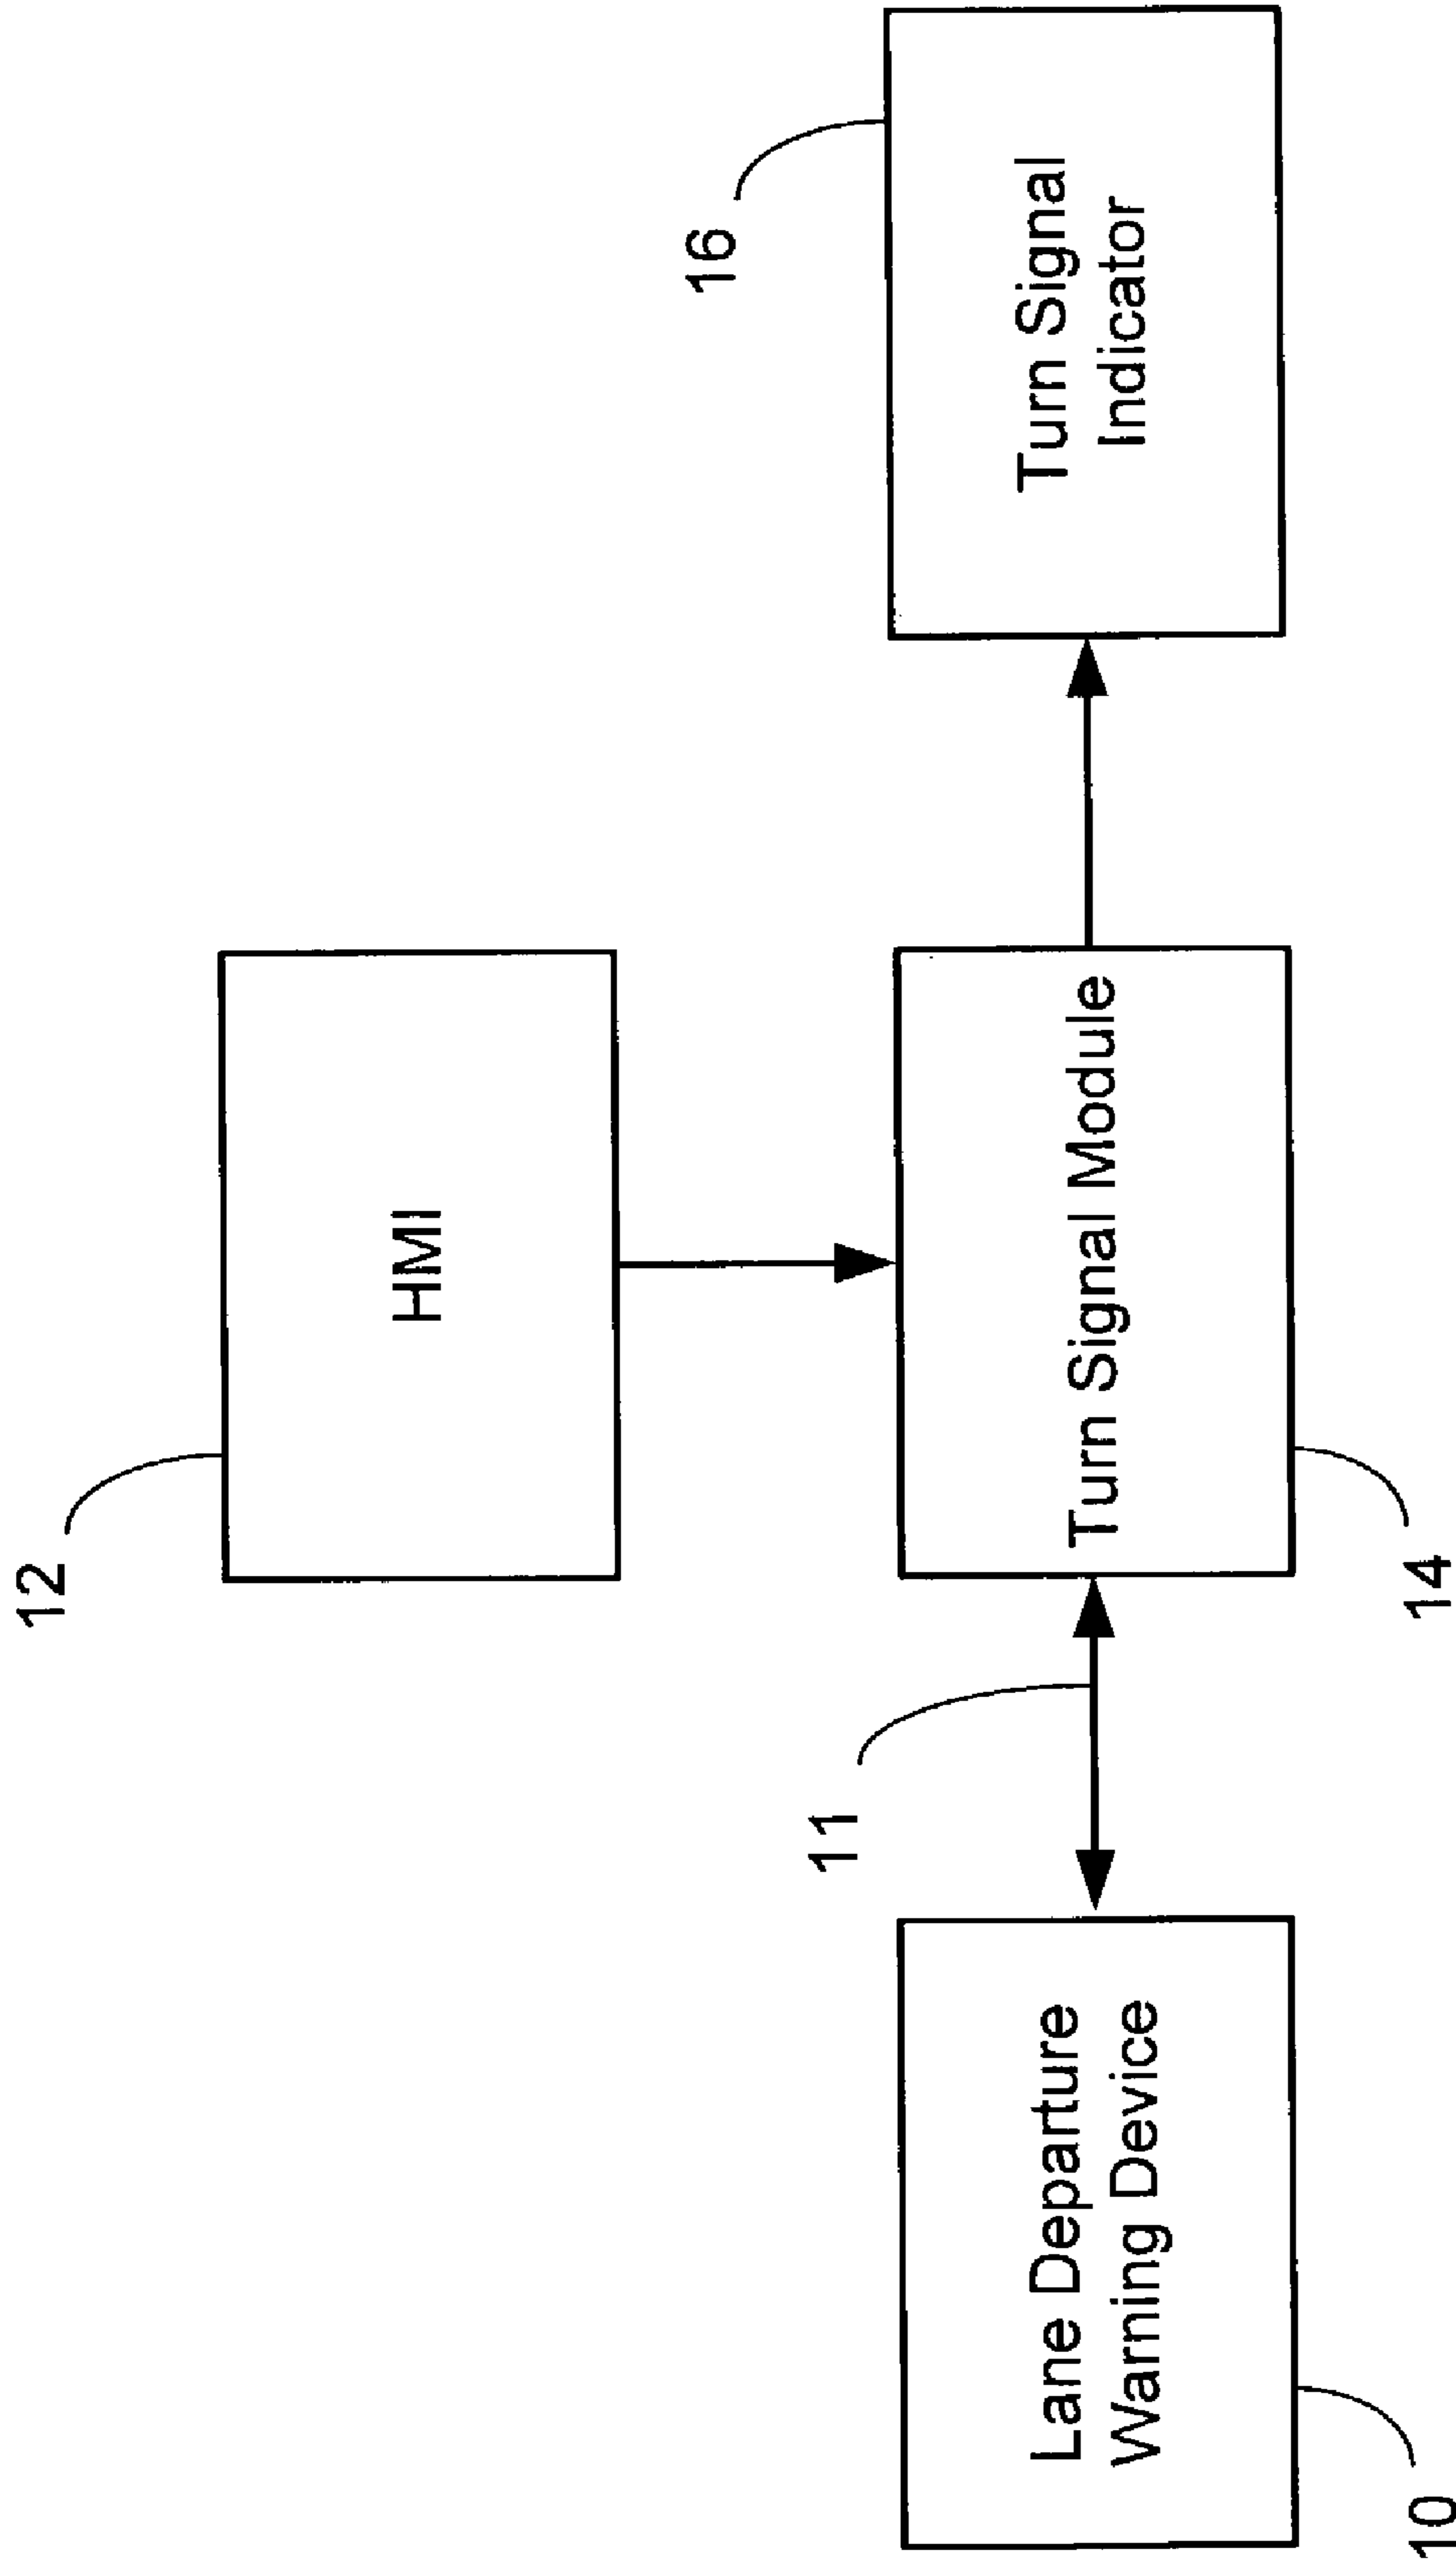 12
HMI
16
11
Lane Departure
Warning Device
Turn Signal Module
Turn Signal
Indicator
10
14